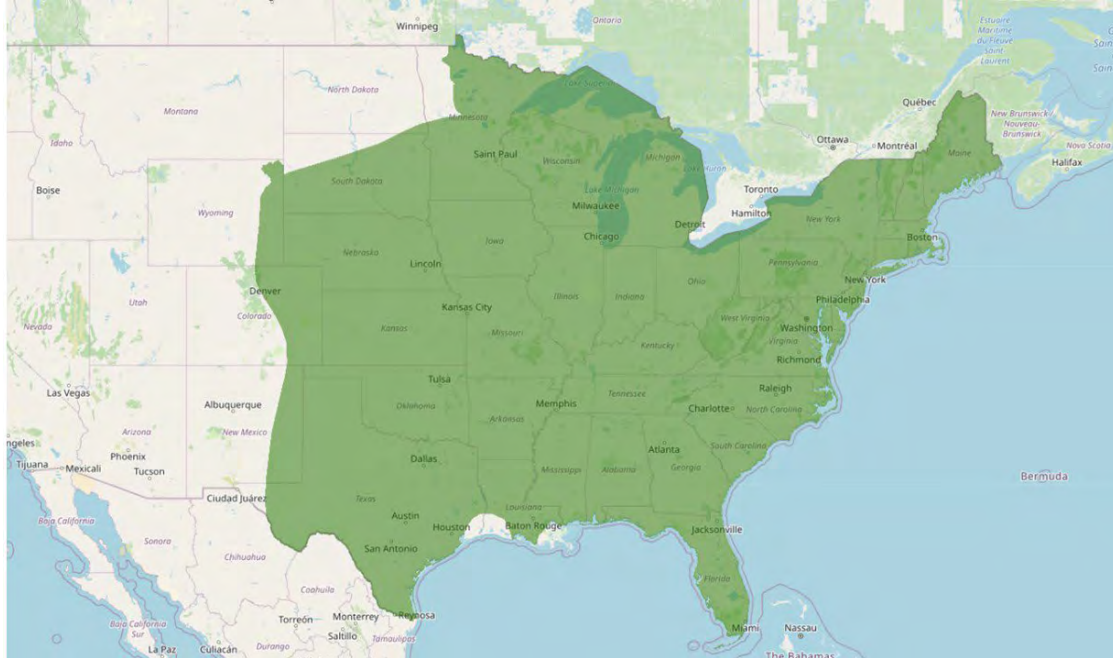 Winnipeg
Ontario
Estuaire
Maritime
du Fleuve
Saint
Laurent
Montana
North Dakota
Minnesota
Lake Superior
Québec
New Brunswick
Nouveau-
Brunswick
Nova Scotia
Halifax
Idaho
Boise
Wyoming
South Dakota
Saint Paul
Wisconsin
Michigan
Lake Huron
Ottawa
Montréal
Maine
Toronto
Hamilton
Lake Michigan
Milwaukee
Detroit
New York
Boston
Chicago
Nebraska
Iowa
Lincoln
Denver
Utah
Colorado
Nevada
Illinois
Indiana
Ohio
Pennsylvania
New York
Philadelphia
Kansas City
Kansas
Missouri
West Virginia
Washington
Virginia
Kentucky
Richmond
Las Vegas
Albuquerque
Tulsa
Oklahoma
Memphis
Arkansas
Tennessee
Raleigh
Charlotte
North Carolina
Arizona
New Mexico
Phoenix
Tucson
ngeles
Tijuana
Mexicali
Dallas
Atlanta
South Carolina
Mississippi
Alabama
Georgia
Bermuda
Ciudad Juárez
Texas
Louisiana
Austin
Houston
Baton Rouge
Jacksonville
Baja California
Sonora
Chihuahua
San Antonio
Florida
Coahuila
Baja California
Sur
Torreón
Monterrey
Reynosa
Saltillo
Tamaulipas
La Paz
Culiacán
Durango
Miami
Nassau
The Bahamas